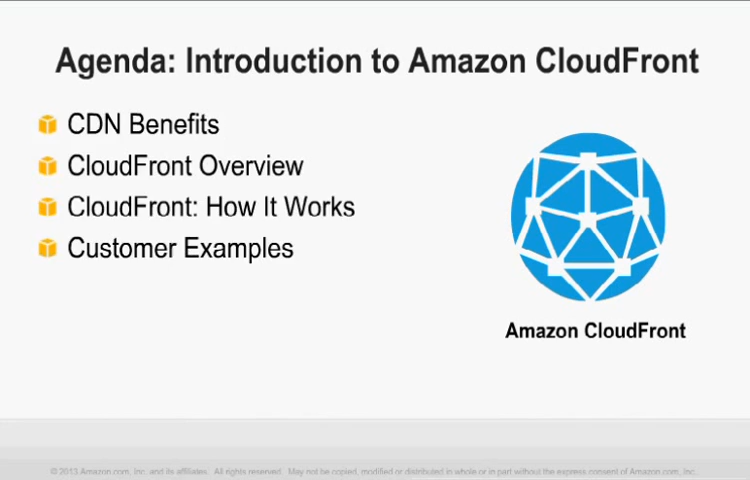 Agenda: Introduction to Amazon CloudFront
CDN Benefits
CloudFront Overview
CloudFront: How It Works
Customer Examples
Amazon CloudFront
© 2013 Amazon.com, Inc. and its affiliates. All rights reserved. May not be copied, modified or distributed in whole or in part without the express consent of Amazon.com, Inc.